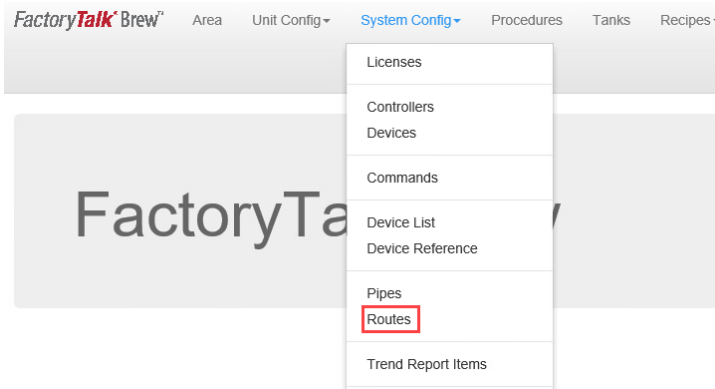 FactoryTalk Brew™ Area Unit Config System Config Procedures Tanks Recipes
Licenses
Controllers
Devices
Commands
Device List
Device Reference
FactoryTa
Pipes
Routes
Trend Report Items